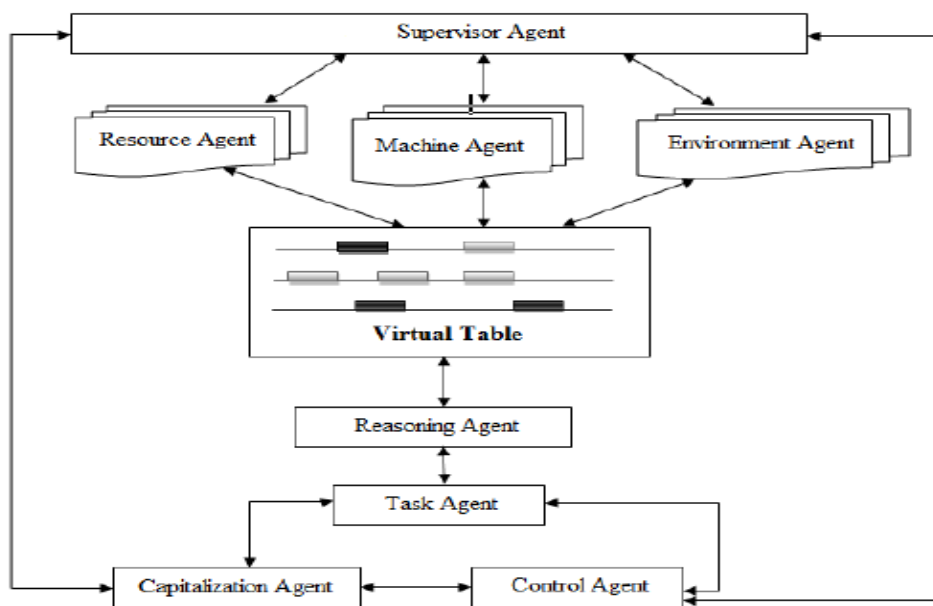 Supervisor Agent
Resource Agent
Machine Agent
Environment Agent
Virtual Table
Reasoning Agent
Task Agent
Capitalization Agent
Control Agent